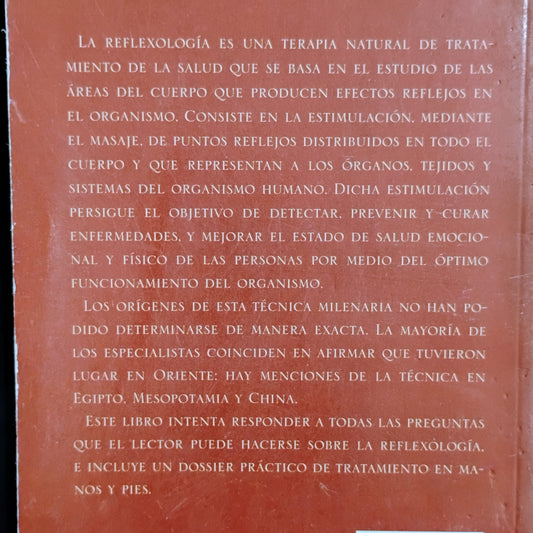 La reflexología es una terapia natural de trata-
miento de la salud que se basa en el estudio de las
áreas del cuerpo que producen efectos reflejos en
el organismo. Consiste en la estimulación, mediante
el masaje, de puntos reflejos distribuidos en todo el
cuerpo y que representan a los órganos, tejidos y
sistemas del organismo humano. Dicha estimulación
persigue el objetivo de detectar, prevenir y curar
enfermedades, y mejorar el estado de salud emocio-
nal y físico de las personas por medio del óptimo
funcionamiento del organismo.
Los orígenes de esta técnica milenaria no han po-
dido determinarse de manera exacta. La mayoría de
los especialistas coinciden en afirmar que tuvieron
lugar en Oriente: hay menciones de la técnica en
Egipto, Mesopotamia y China.
Este libro intenta responder a todas las preguntas
que el lector puede hacerse sobre la reflexología,
e incluye un dossier práctico de tratamiento en ma-
nos y pies.